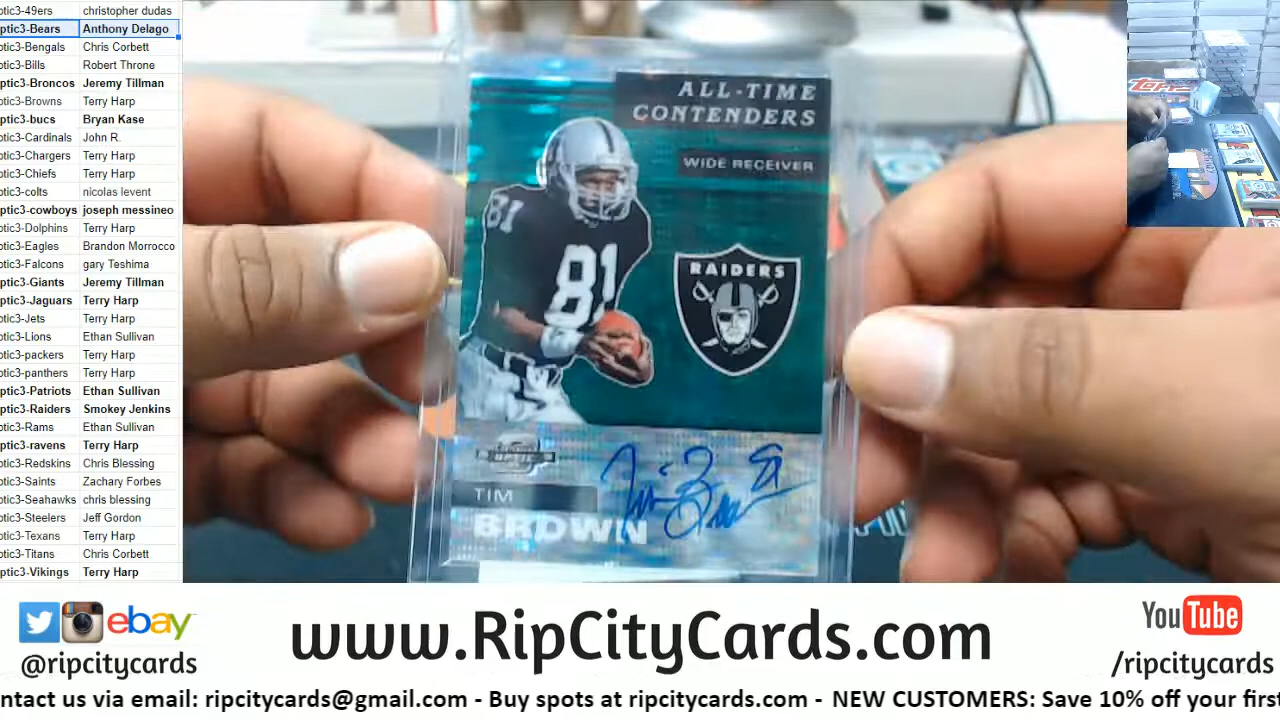 ptic3-49ers christopher dudas
ptic3-Bears Anthony Delago
ptic3-Bengals Chris Corbett
ptic3-Bills Robert Throne
ptic3-Broncos Jeremy Tillman
ptic3-Browns Terry Harp
ptic3-bucs Bryan Kase
ptic3-Cardinals John R.
ptic3-Chargers Terry Harp
ptic3-Chiefs Terry Harp
ptic3-colts nicolas levent
ptic3-cowboys joseph messineo
ptic3-Dolphins Terry Harp
ptic3-Eagles Brandon Morrocco
ptic3-Falcons gary Teshima
ptic3-Giants Jeremy Tillman
ptic3-Jaguars Terry Harp
ptic3-Jets Terry Harp
ptic3-Lions Ethan Sullivan
ptic3-packers Terry Harp
ptic3-panthers Terry Harp
ptic3-Patriots Ethan Sullivan
ptic3-Raiders Smokey Jenkins
ptic3-Rams Ethan Sullivan
ptic3-ravens Terry Harp
ptic3-Redskins Chris Blessing
ptic3-Saints Zachary Forbes
ptic3-Seahawks chris blessing
ptic3-Steelers Jeff Gordon
ptic3-Texans Terry Harp
ptic3-Titans Chris Corbett
ptic3-Vikings Terry Harp
ALL-TIME
CONTENDERS
WIDE RECEIVER
81
81
RAIDERS
OPTIC
TIM
BROWN
Tim Brown 81
Topps
ebay
@ripcitycards
www.RipCityCards.com
YouTube
/ripcitycards
ntact us via email: ripcitycards@gmail.com - Buy spots at ripcitycards.com - NEW CUSTOMERS: Save 10% off your first